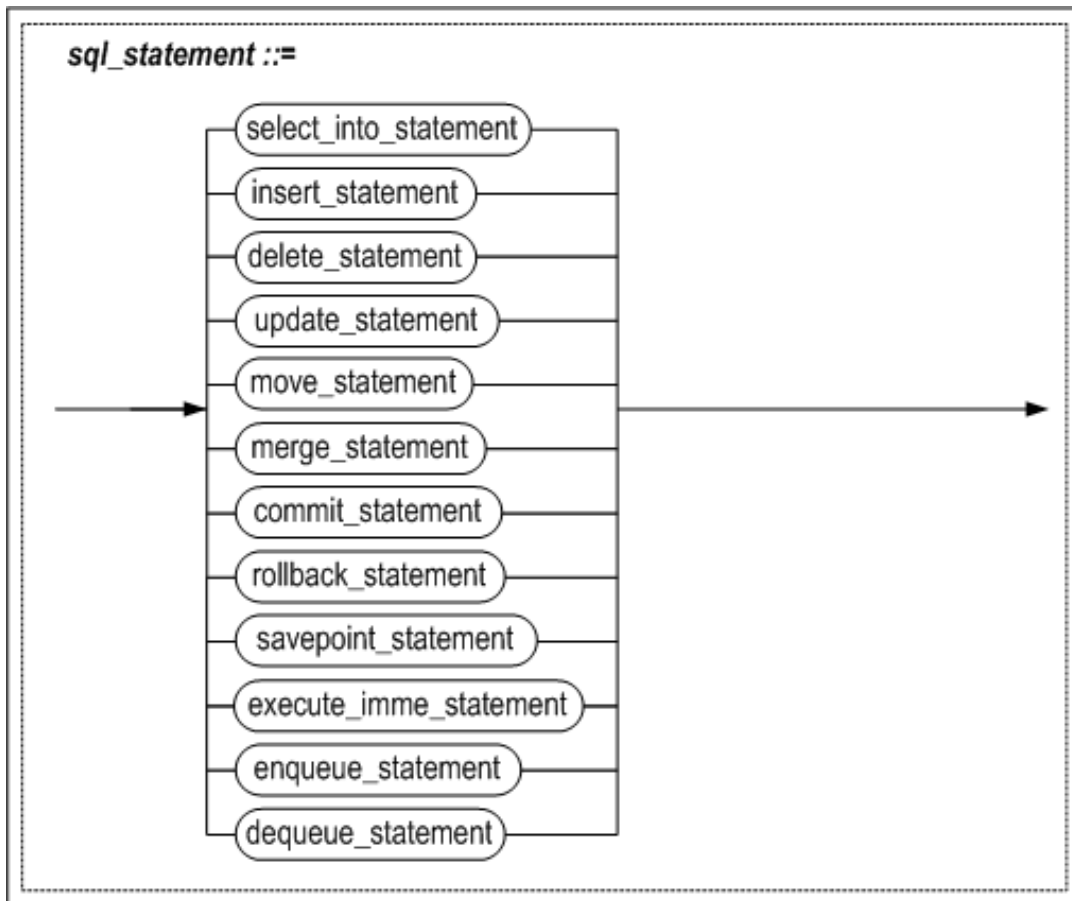 sql_statement ::=
select_into_statement
insert_statement
delete_statement
update_statement
move_statement
merge_statement
commit_statement
rollback_statement
savepoint_statement
execute_imme_statement
enqueue_statement
dequeue_statement